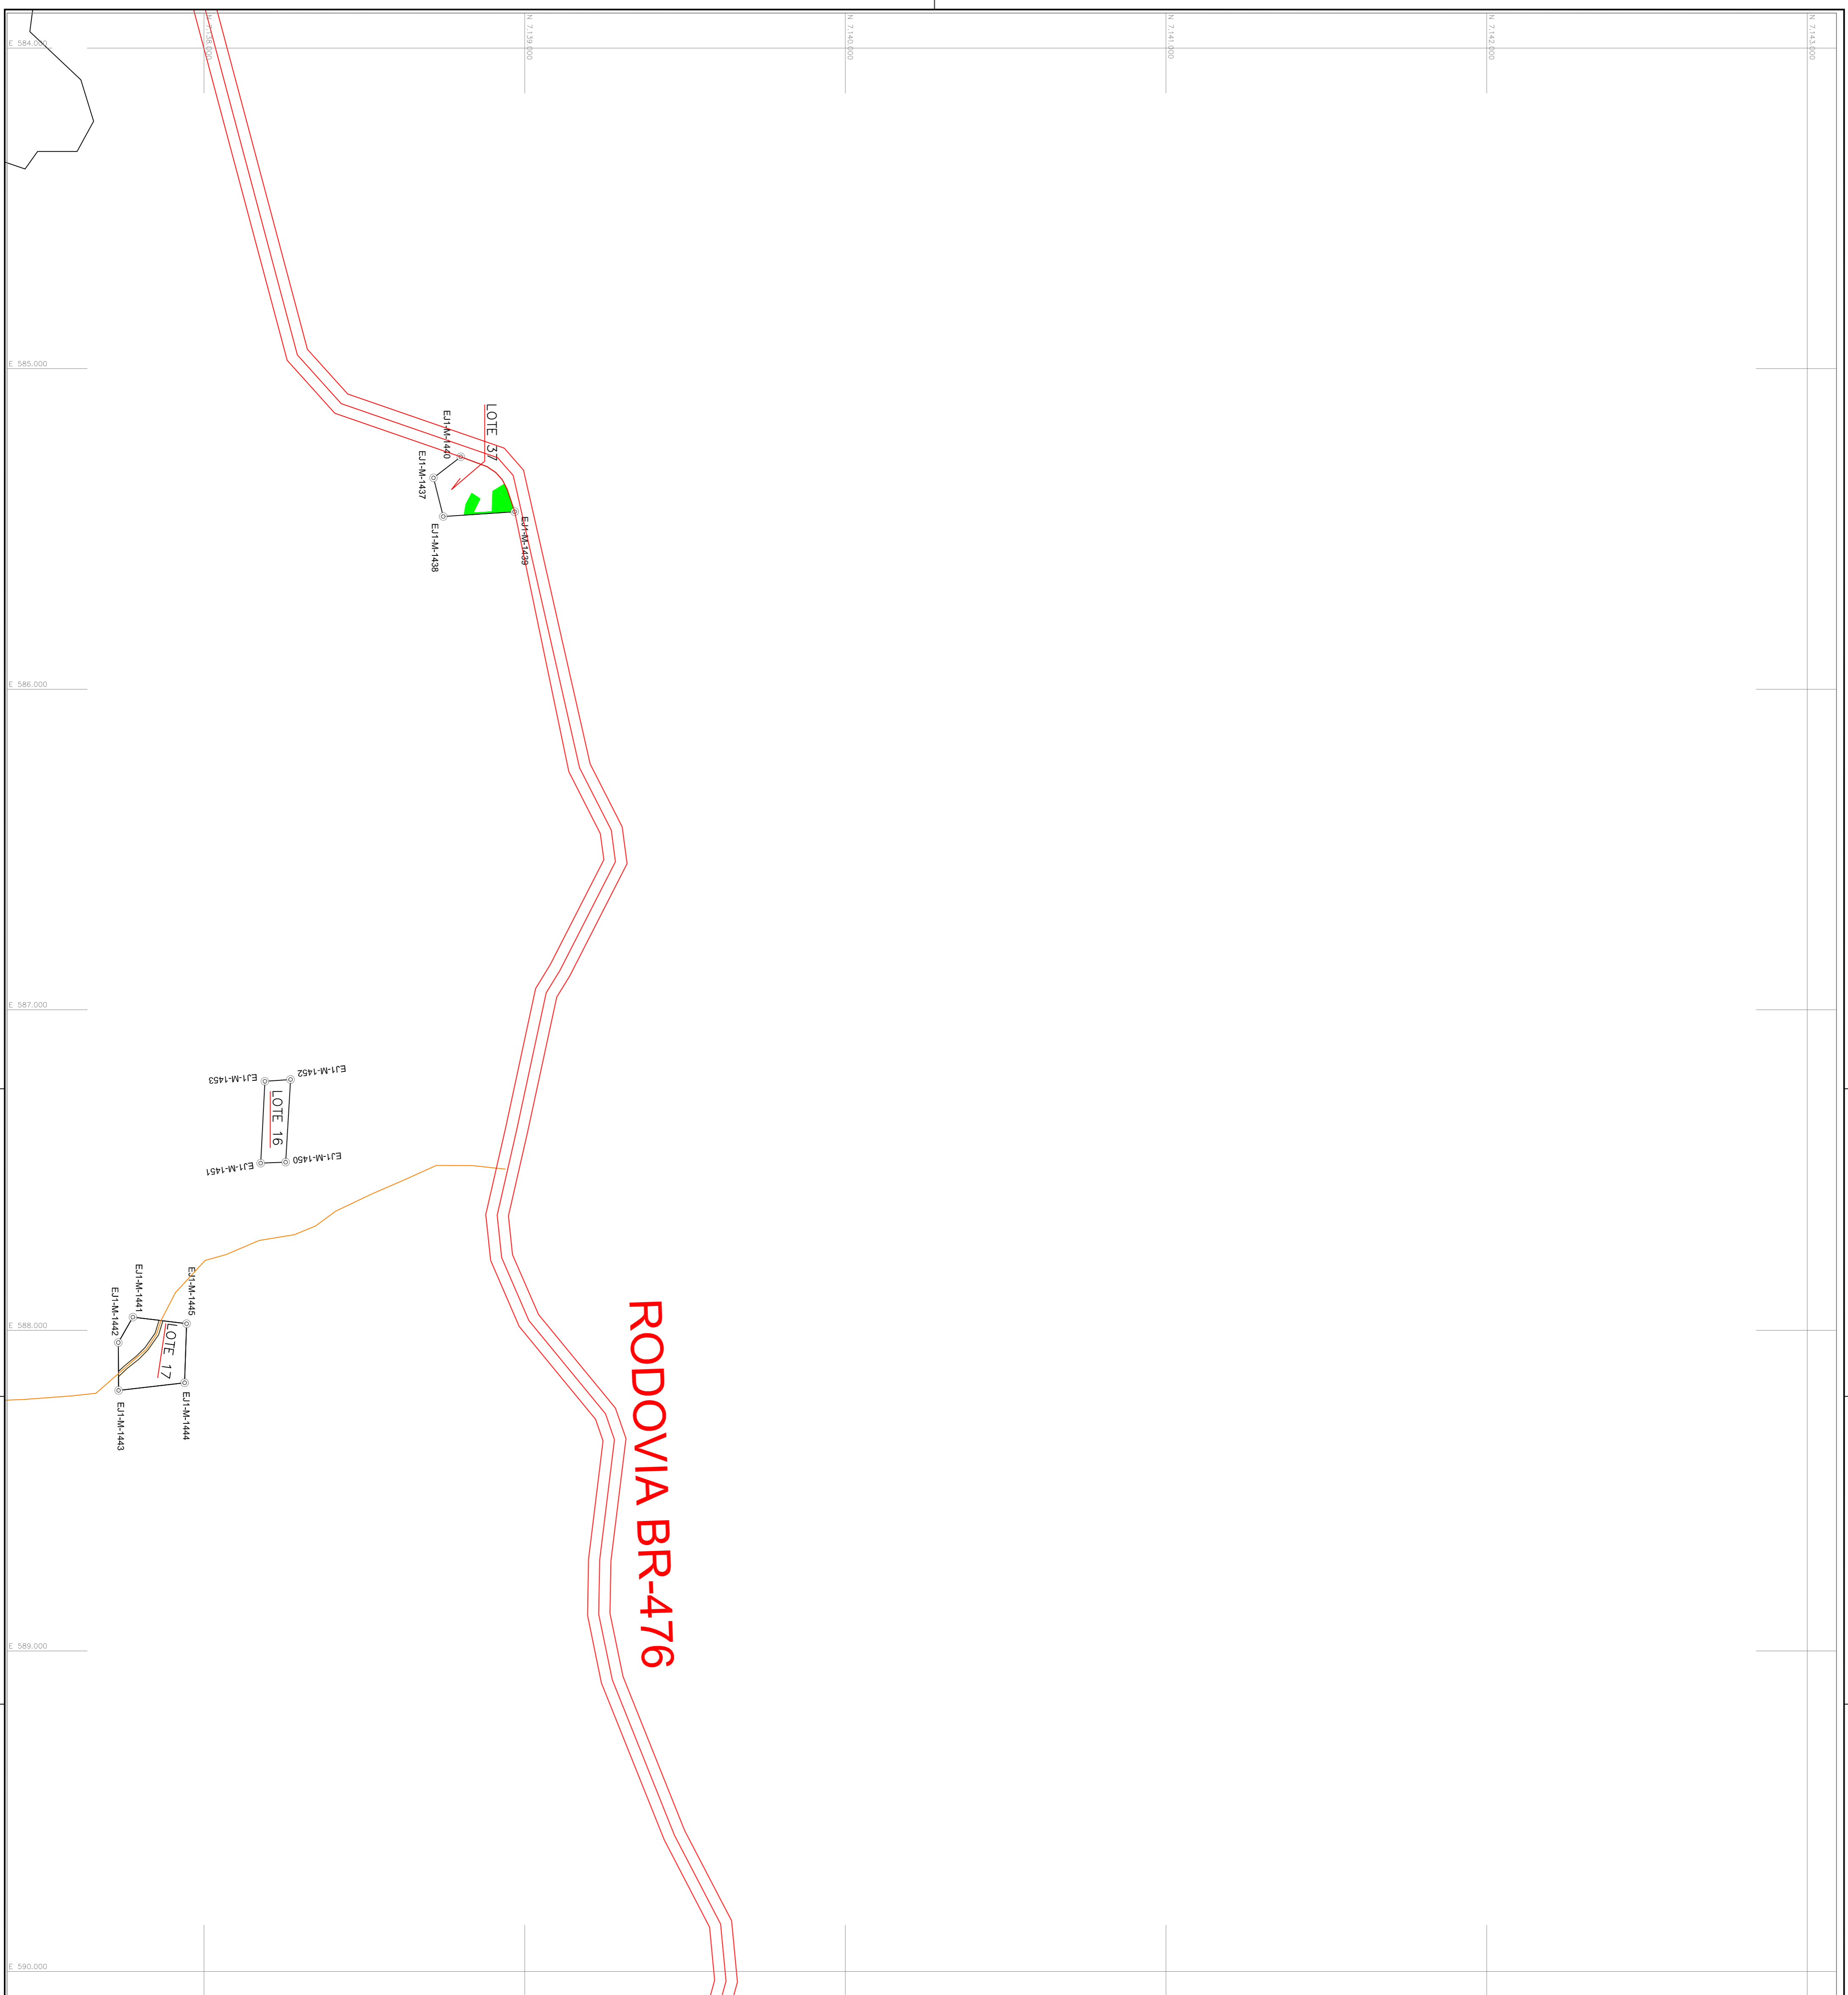 N 7.138.000
N 7.139.000
N 7.140.000
N 7.141.000
N 7.142.000
N 7.143.000
E 584.000
E 585.000
LOTE 37
EJ1-M-1440
EJ1-M-1437
EJ1-M-1439
EJ1-M-1438
E 586.000
E 587.000
EJ1-M-1453
EJ1-M-1452
LOTE 16
EJ1-M-1451
EJ1-M-1450
EJ1-M-1441
EJ1-M-1445
EJ1-M-1442
E 588.000
LOTE 17
EJ1-M-1444
EJ1-M-1443
RODOVIA BR-476
E 589.000
E 590.000